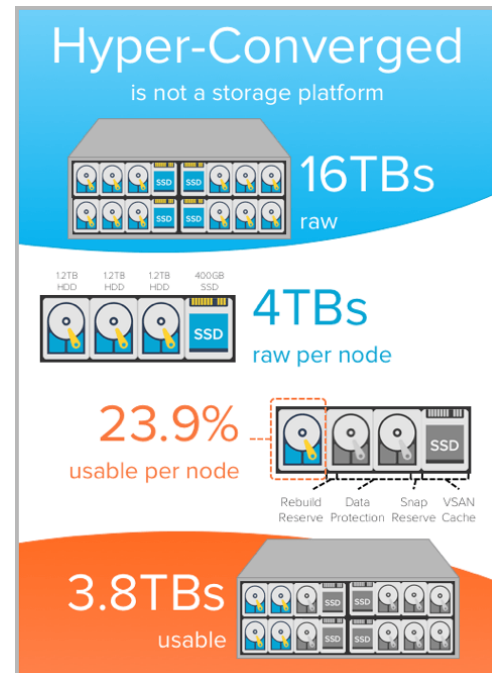 Hyper-Converged
is not a storage platform
SSD SSD
SSD SSD
16TBs
raw
1.2TB 1.2TB 1.2TB 400GB
HDD HDD HDD SSD
SSD
4TBs
raw per node
23.9%
usable per node
SSD
Rebuild Data Snap VSAN
Reserve Protection Reserve Cache
3.8TBs
usable
SSD SSD
SSD SSD